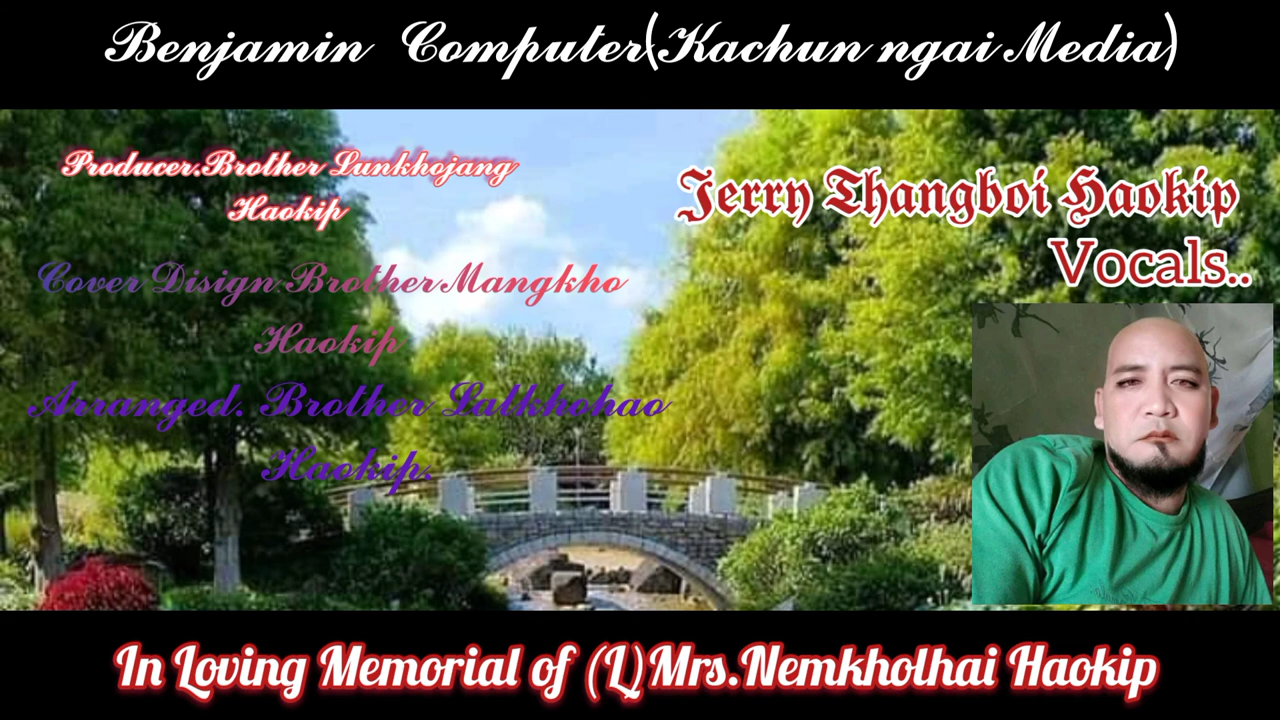 Benjamin Computer(Kachun ngai Media)
Producer.Brother Lunkhojang
Haokip
Cover Disign Brother Mangkho
Haokip
Arranged. Brother Latkhohao
Haokip.
Jerry Thangboi Haokip
Vocals..
In Loving Memorial of (L)Mrs.Nemkholhai Haokip